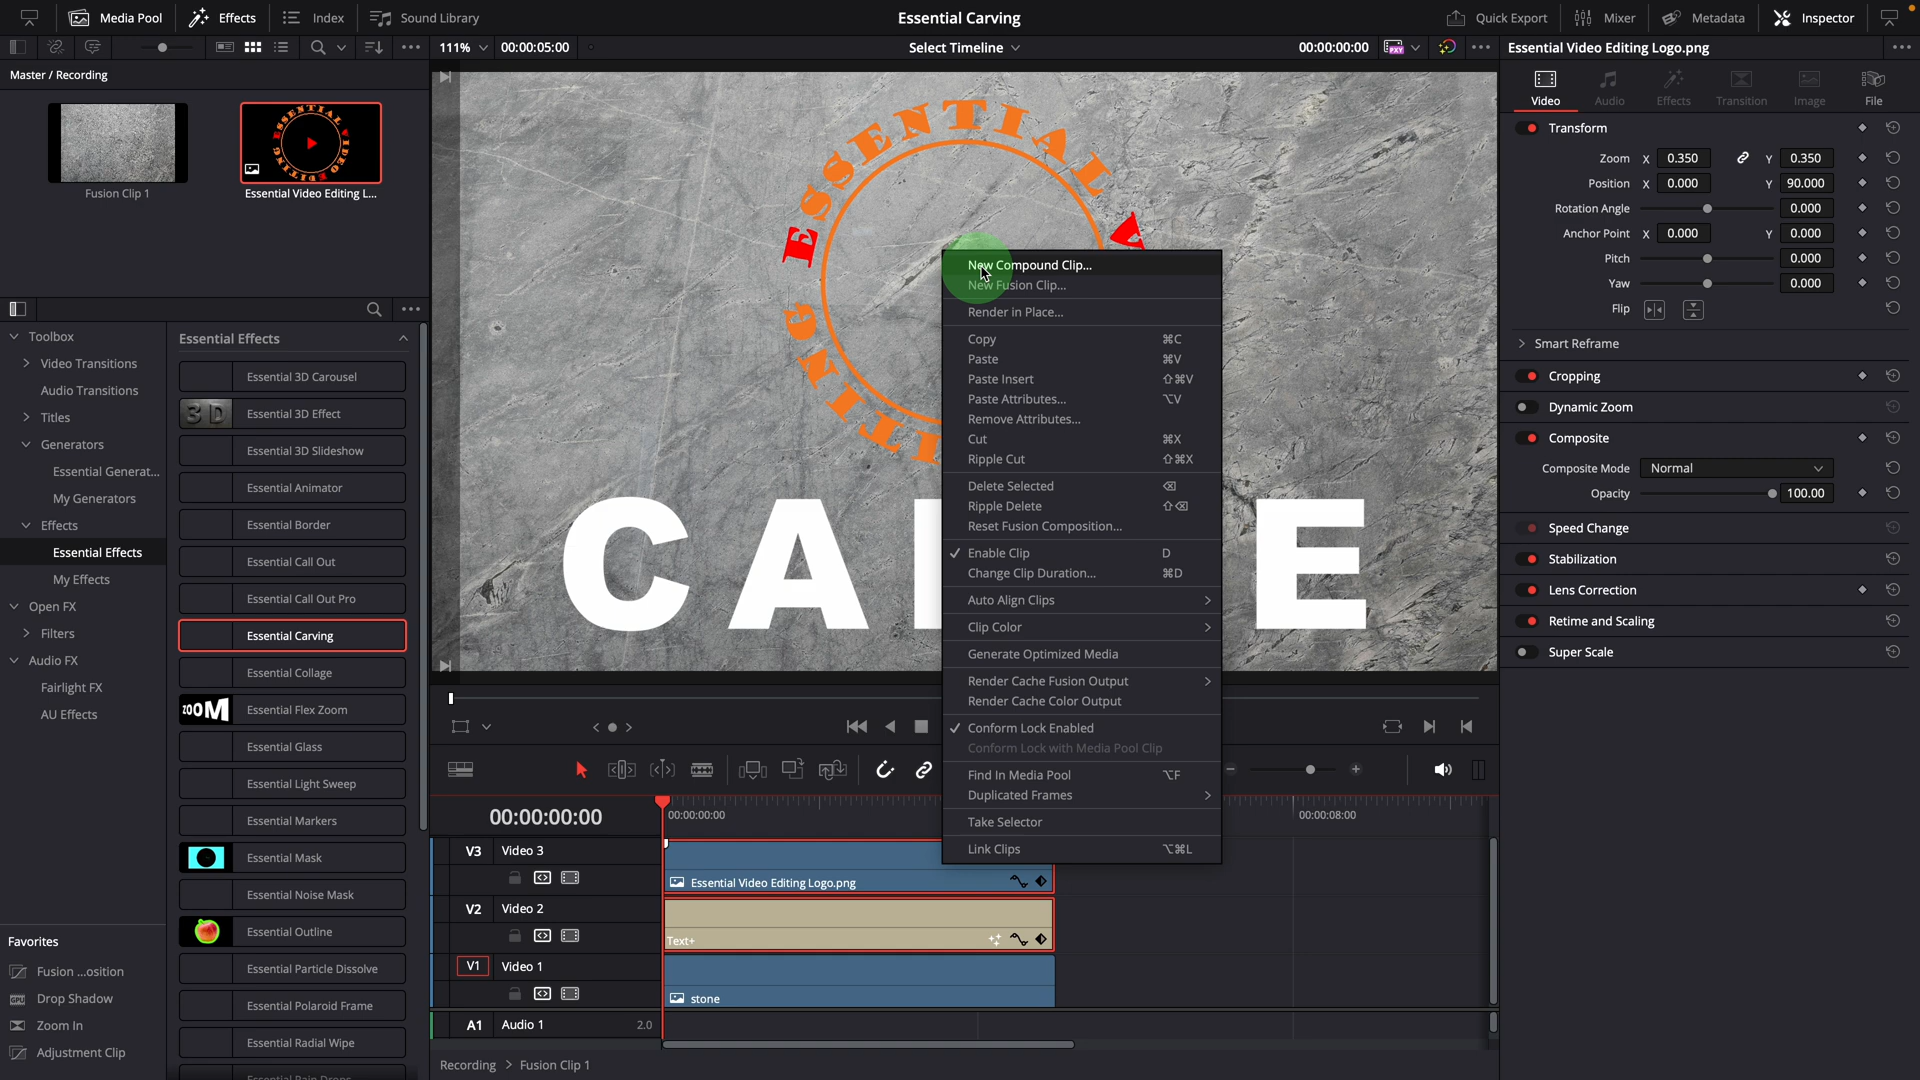 Media Pool
Effects
Index
Sound Library
Essential Carving
Quick Export
Mixer
Metadata
Inspector
111%
00:00:05:00
Select Timeline
00:00:00:00
Essential Video Editing Logo.png
Master / Recording
Fusion Clip 1
Essential Video Editing L...
Video
Audio
Effects
Transition
Image
File
Transform
Zoom X 0.350 Y 0.350
Position X 0.000 Y 90.000
Rotation Angle 0.000
Anchor Point X 0.000 Y 0.000
Pitch 0.000
Yaw 0.000
Flip
Smart Reframe
Cropping
Dynamic Zoom
Composite
Composite Mode Normal
Opacity 100.00
Speed Change
Stabilization
Lens Correction
Retime and Scaling
Super Scale
Toolbox
Video Transitions
Audio Transitions
Titles
Generators
Essential Generat...
My Generators
Effects
Essential Effects
My Effects
Open FX
Filters
Audio FX
Fairlight FX
AU Effects
Favorites
Fusion ...osition
Drop Shadow
Zoom In
Adjustment Clip
Essential Effects
Essential 3D Carousel
3D Essential 3D Effect
Essential 3D Slideshow
Essential Animator
Essential Border
Essential Call Out
Essential Call Out Pro
Essential Carving
Essential Collage
ZOOM Essential Flex Zoom
Essential Glass
Essential Light Sweep
Essential Markers
Essential Mask
Essential Noise Mask
Essential Outline
Essential Particle Dissolve
Essential Polaroid Frame
Essential Radial Wipe
ESSENTIAL
CA E
New Compound Clip...
New Fusion Clip...
Render in Place...
Copy ⌘C
Paste ⌘V
Paste Insert ⇧⌘V
Paste Attributes... ⌥V
Remove Attributes...
Cut ⌘X
Ripple Cut ⇧⌘X
Delete Selected ⌫
Ripple Delete ⇧⌫
Reset Fusion Composition...
Enable Clip D
Change Clip Duration... ⌘D
Auto Align Clips
Clip Color
Generate Optimized Media
Render Cache Fusion Output
Render Cache Color Output
Conform Lock Enabled
Conform Lock with Media Pool Clip
Find In Media Pool ⌥F
Duplicated Frames
Take Selector
Link Clips ⌥⌘L
00:00:00:00
00:00:00:00
00:00:08:00
V3 Video 3
Essential Video Editing Logo.png
V2 Video 2
Text+
V1 Video 1
stone
A1 Audio 1 2.0
Recording > Fusion Clip 1